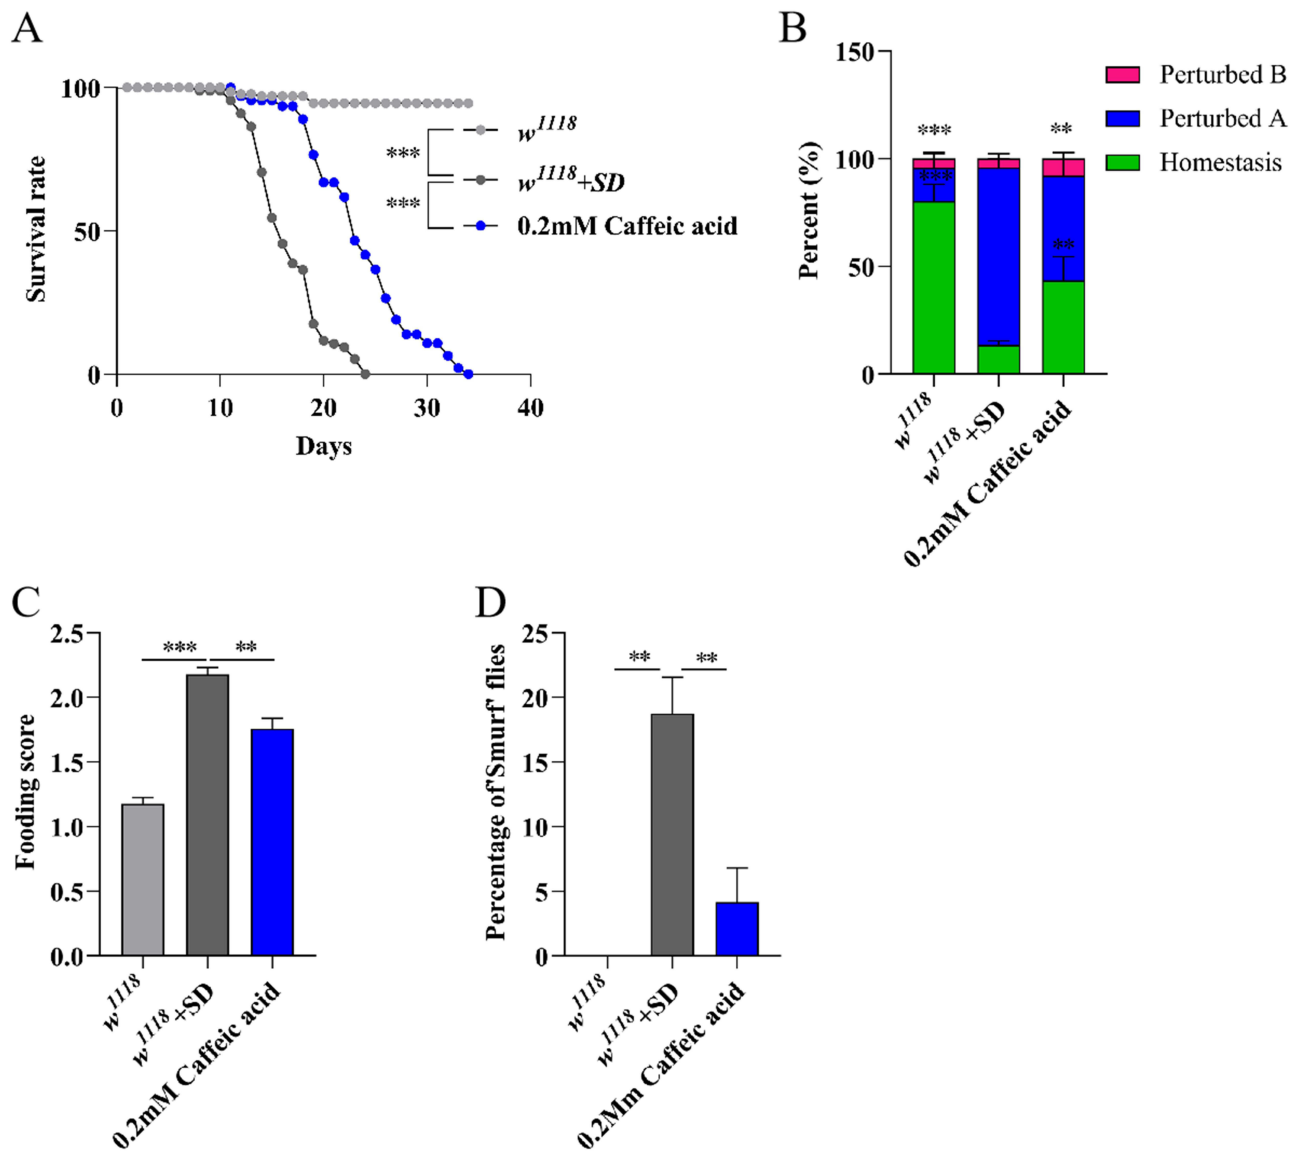 A
100
50
0
Survival rate
0 10 20 30 40
Days
w1118
***
w1118+SD
***
0.2mM Caffeic acid
B
150
100
50
0
Percent (%)
Perturbed B
Perturbed A
Homestasis
*** **
***
**
w1118
w1118+SD
0.2mM Caffeic acid
C
2.5
2.0
1.5
1.0
0.5
0.0
Fooding score
*** **
w1118
w1118+SD
0.2mM Caffeic acid
D
25
20
15
10
5
0
Percentage of'Smurf' flies
** **
w1118
w1118+SD
0.2Mm Caffeic acid